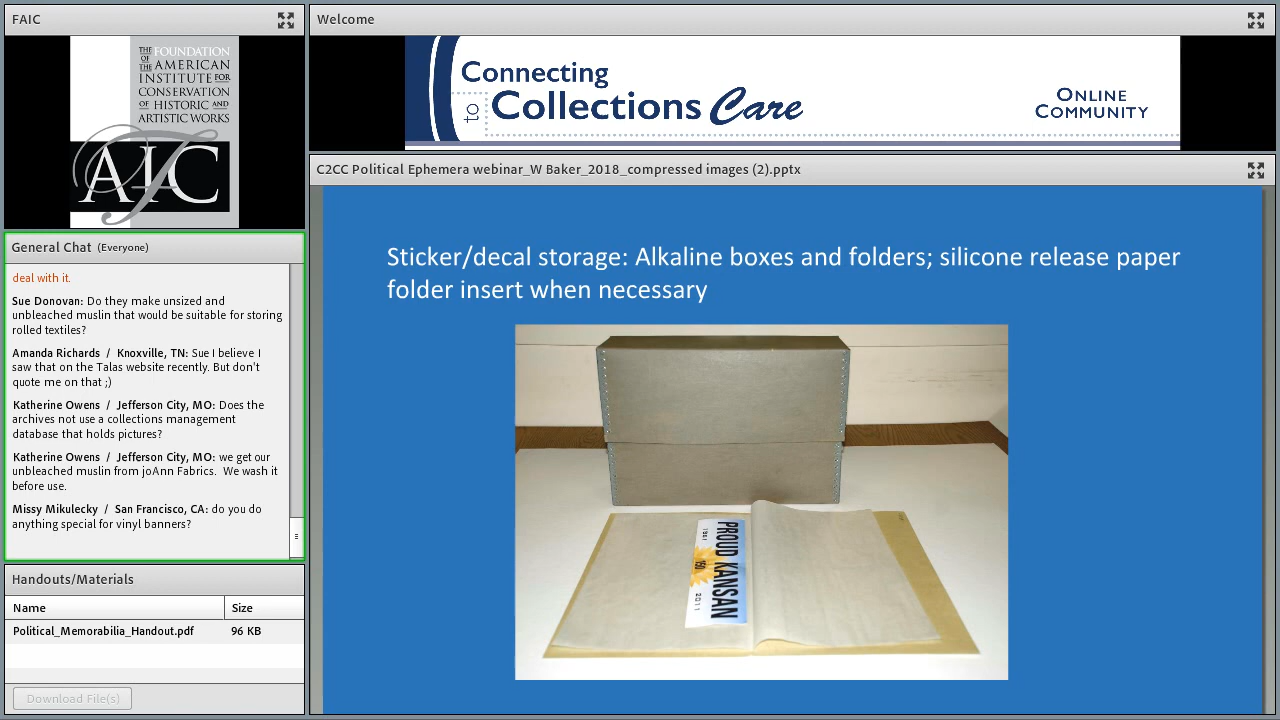 FAIC
THE FOUNDATION
OF THE AMERICAN
INSTITUTE FOR
CONSERVATION
OF HISTORIC AND
ARTISTIC WORKS
AIC
General Chat (Everyone)
deal with it.
Sue Donovan: Do they make unsized and
unbleached muslin that would be suitable for storing
rolled textiles?
Amanda Richards / Knoxville, TN: Sue I believe I
saw that on the Talas website recently. But don't
quote me on that ;)
Katherine Owens / Jefferson City, MO: Does the
archives not use a collections management
database that holds pictures?
Katherine Owens / Jefferson City, MO: we get our
unbleached muslin from joAnn Fabrics. We wash it
before use.
Missy Mikulecky / San Francisco, CA: do you do
anything special for vinyl banners?
Handouts/Materials
Name Size
Political_Memorabilia_Handout.pdf 96 KB
Download File(s)
Welcome
Connecting
to Collections Care
ONLINE
COMMUNITY
C2CC Political Ephemera webinar_W Baker_2018_compressed images (2).pptx
Sticker/decal storage: Alkaline boxes and folders; silicone release paper
folder insert when necessary
PROUD KANSAN
150
1861
2011